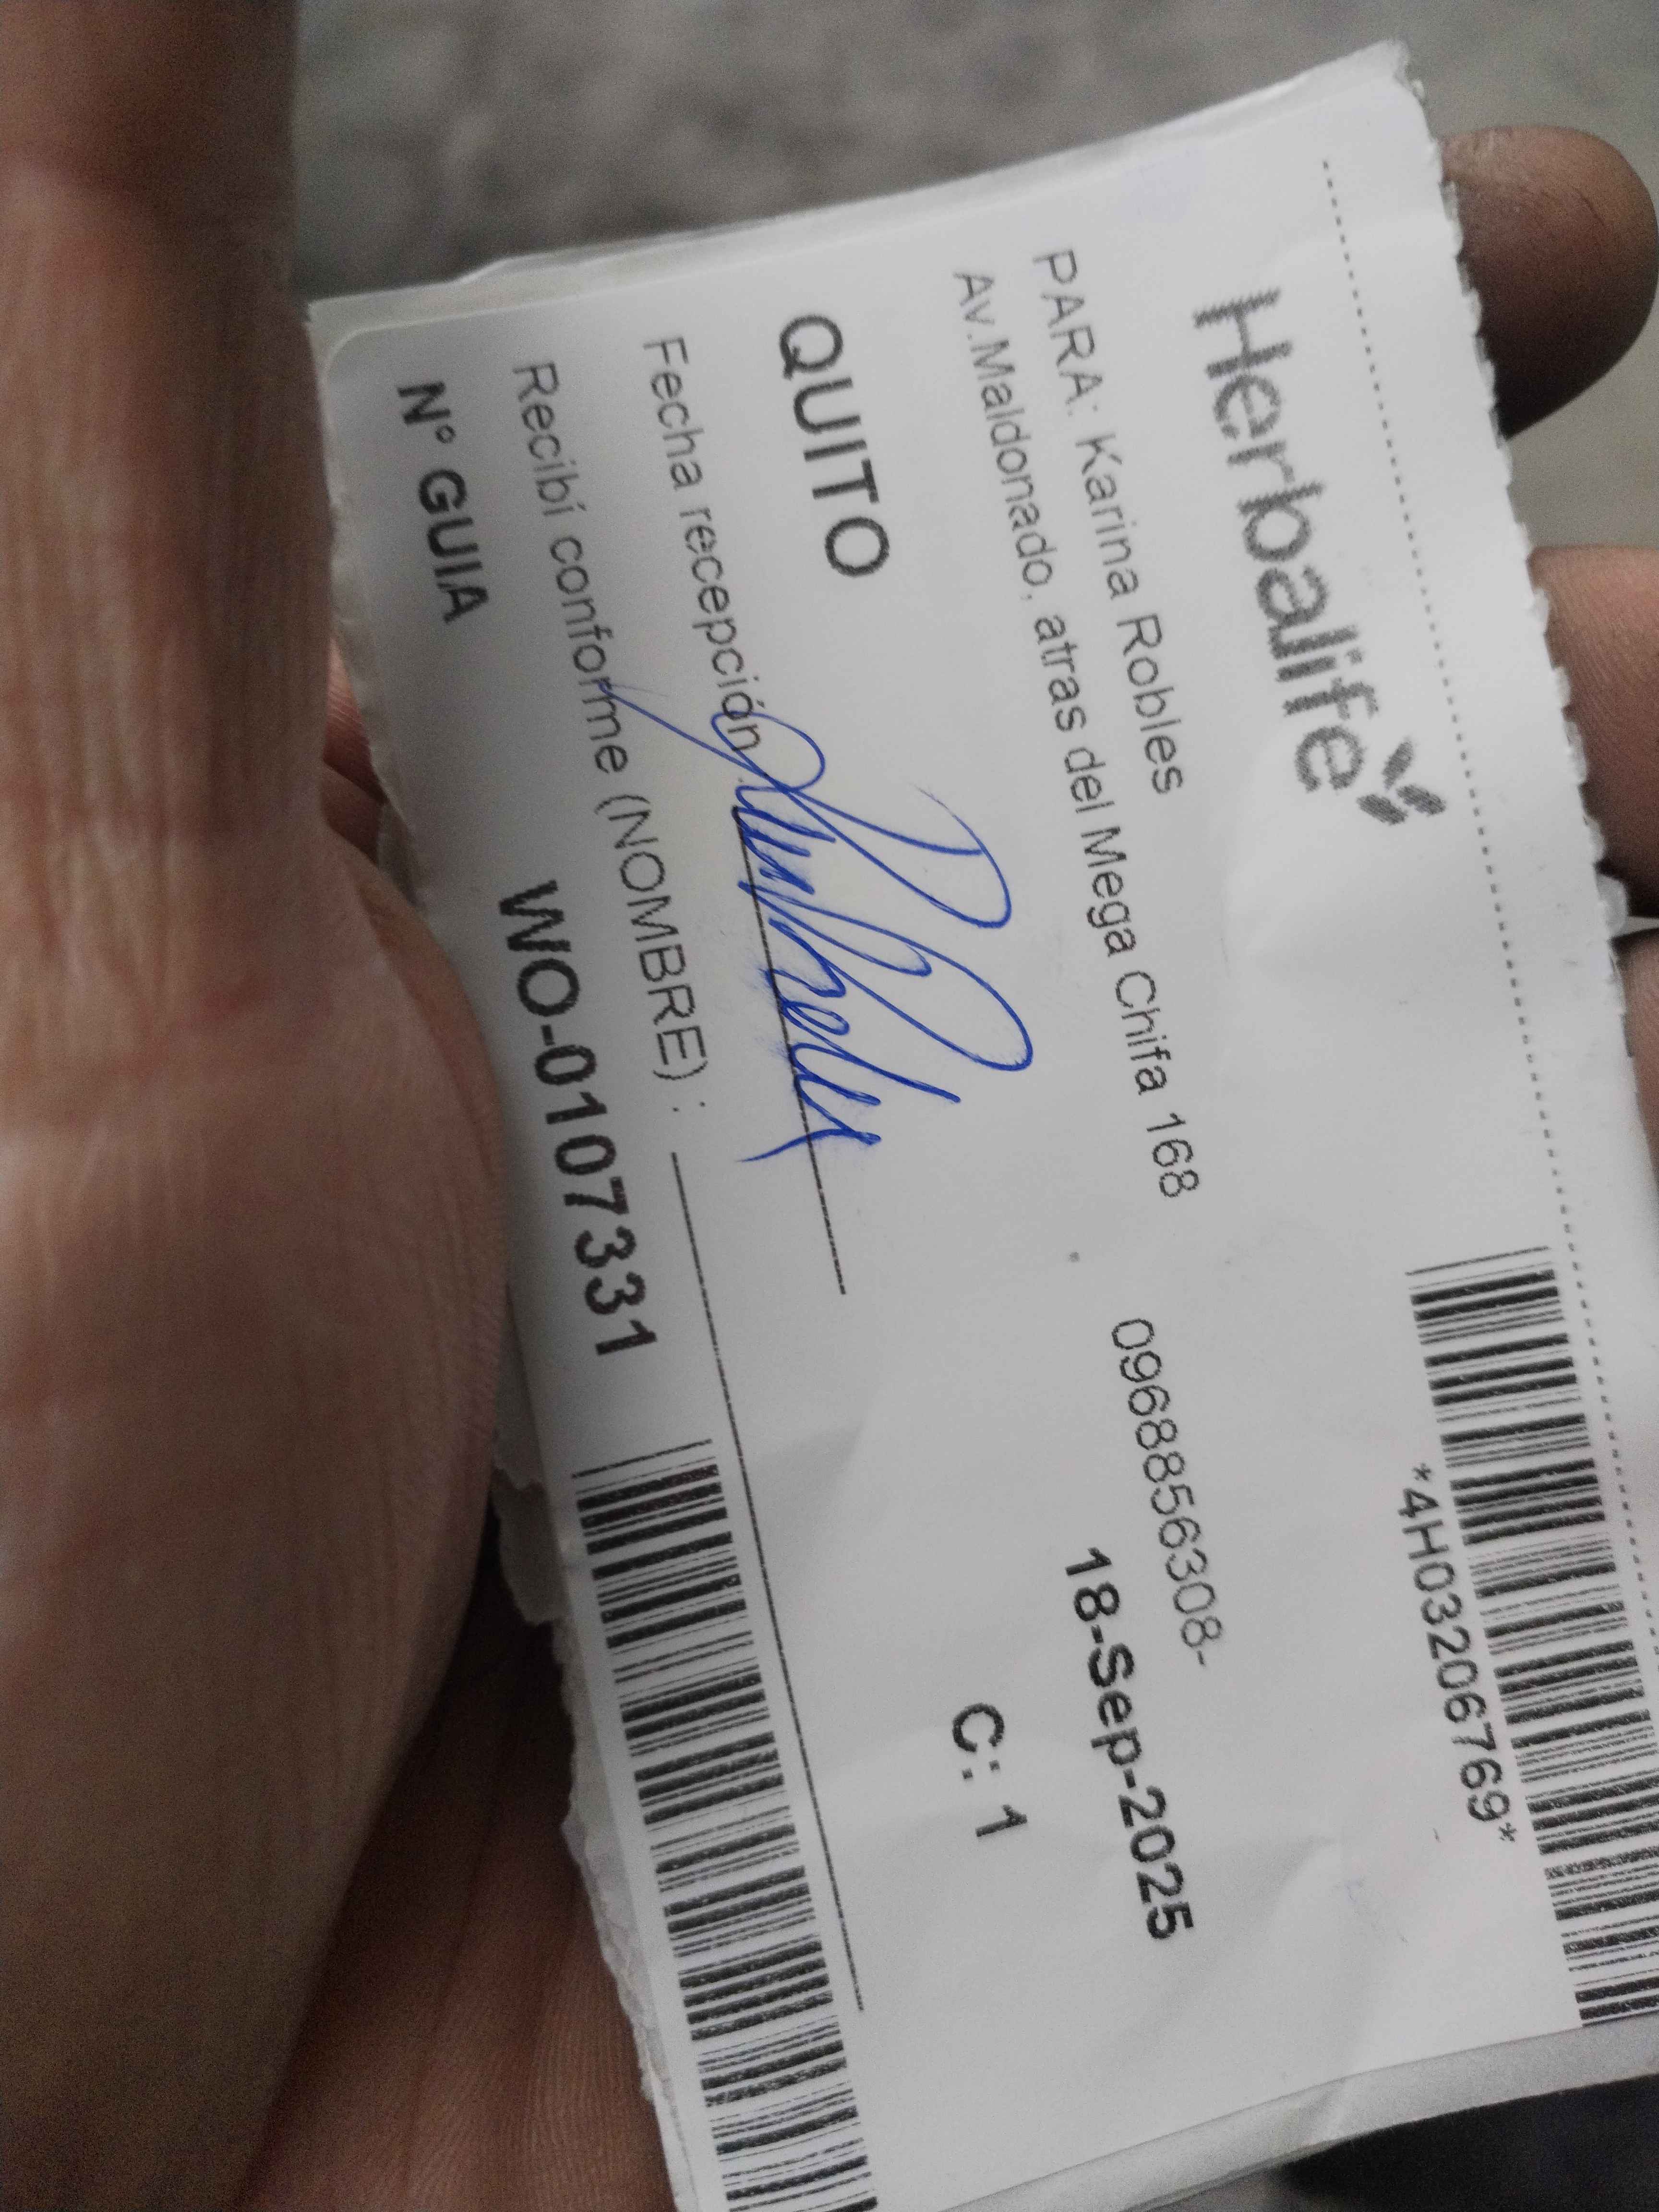 Herbalife
*4H03206769*
PARA: Karina Robles
0968856308-
Av.Maldonado, atras del Mega Chifa 168
18-Sep-2025
QUITO
C: 1
Fecha recepción
Recibí conforme (NOMBRE) :
N° GUIA
WO-0107331